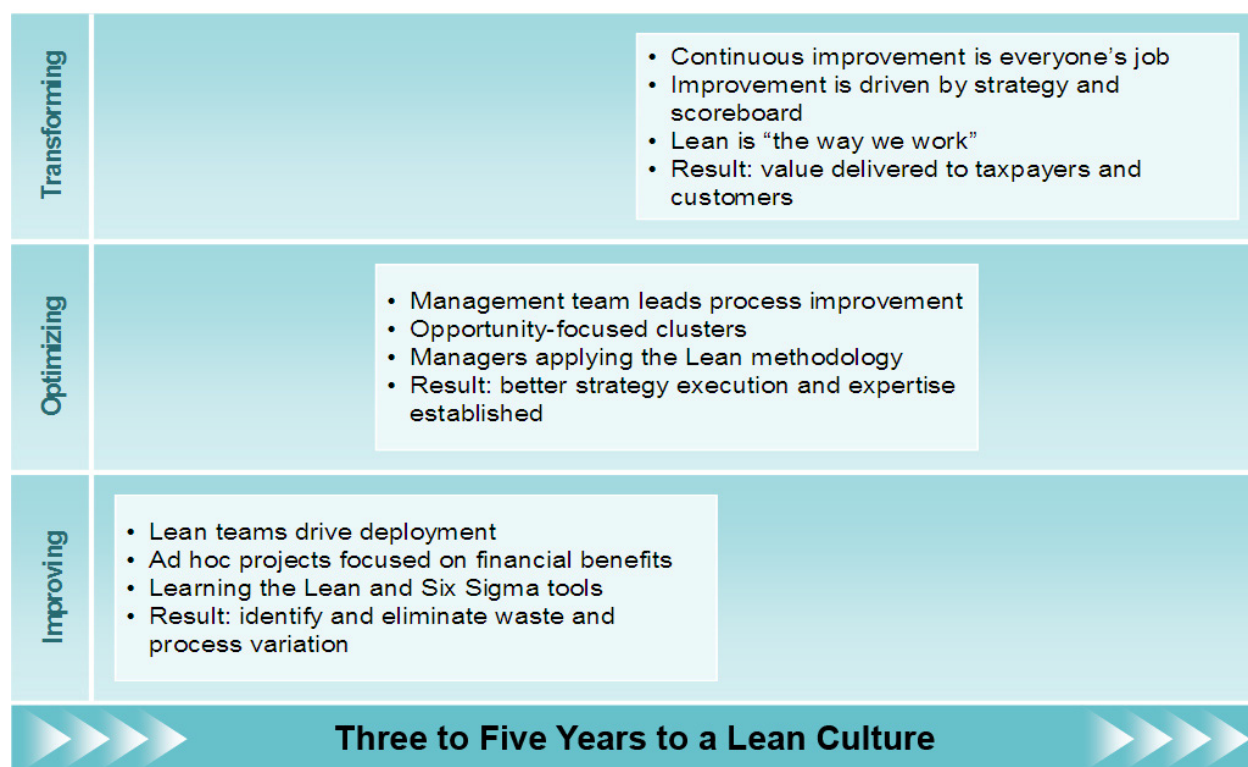 Transforming
• Continuous improvement is everyone’s job
• Improvement is driven by strategy and
scoreboard
• Lean is “the way we work”
• Result: value delivered to taxpayers and
customers
Optimizing
• Management team leads process improvement
• Opportunity-focused clusters
• Managers applying the Lean methodology
• Result: better strategy execution and expertise
established
Improving
• Lean teams drive deployment
• Ad hoc projects focused on financial benefits
• Learning the Lean and Six Sigma tools
• Result: identify and eliminate waste and
process variation
Three to Five Years to a Lean Culture